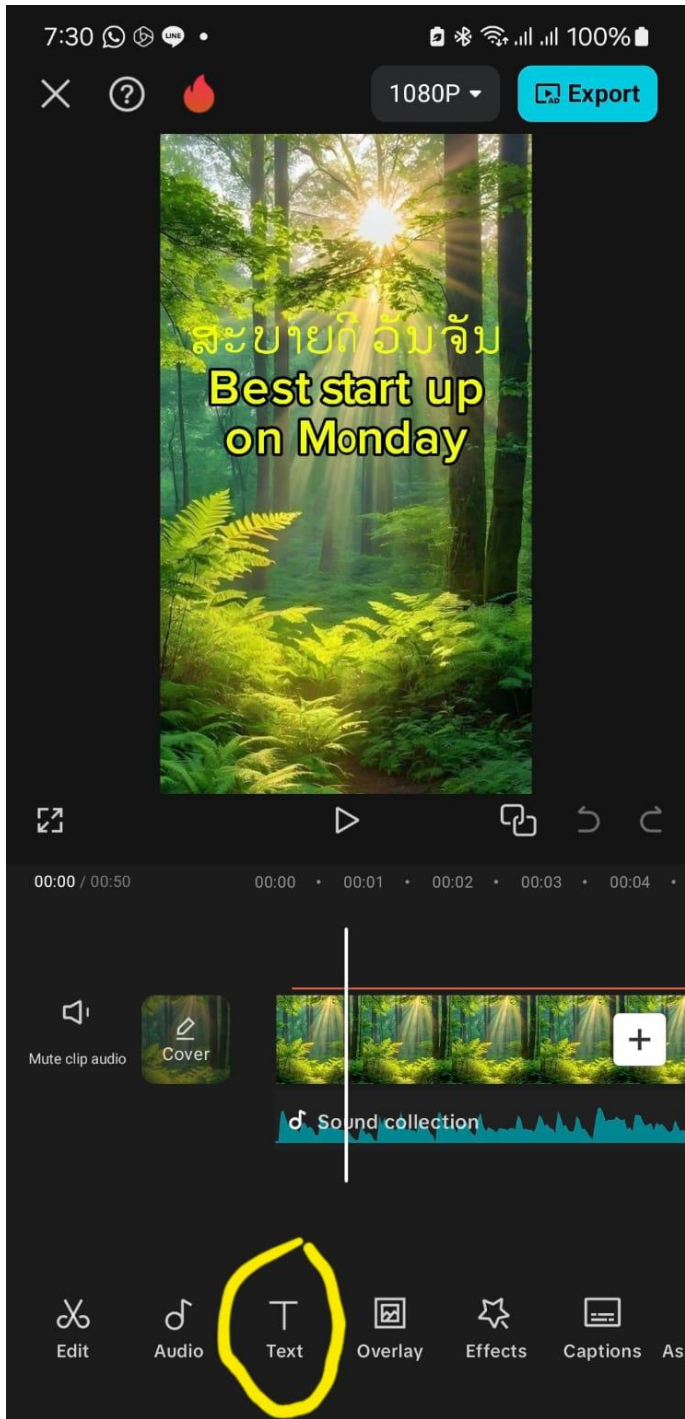 7:30 LINE 100%
1080P Export
ສະບາຍດີ ວັນຈັນ
Best start up
on Monday
00:00 / 00:50 00:00 00:01 00:02 00:03 00:04
Mute clip audio
Cover
Sound collection
Edit Audio Text Overlay Effects Captions As